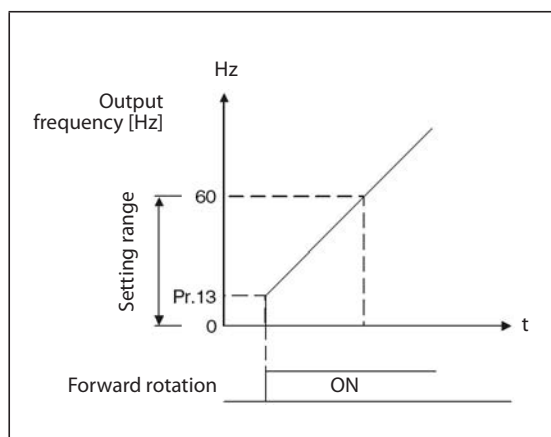 Hz
Output
frequency [Hz]
60
Setting range
Pr.13
0
t
Forward rotation
ON